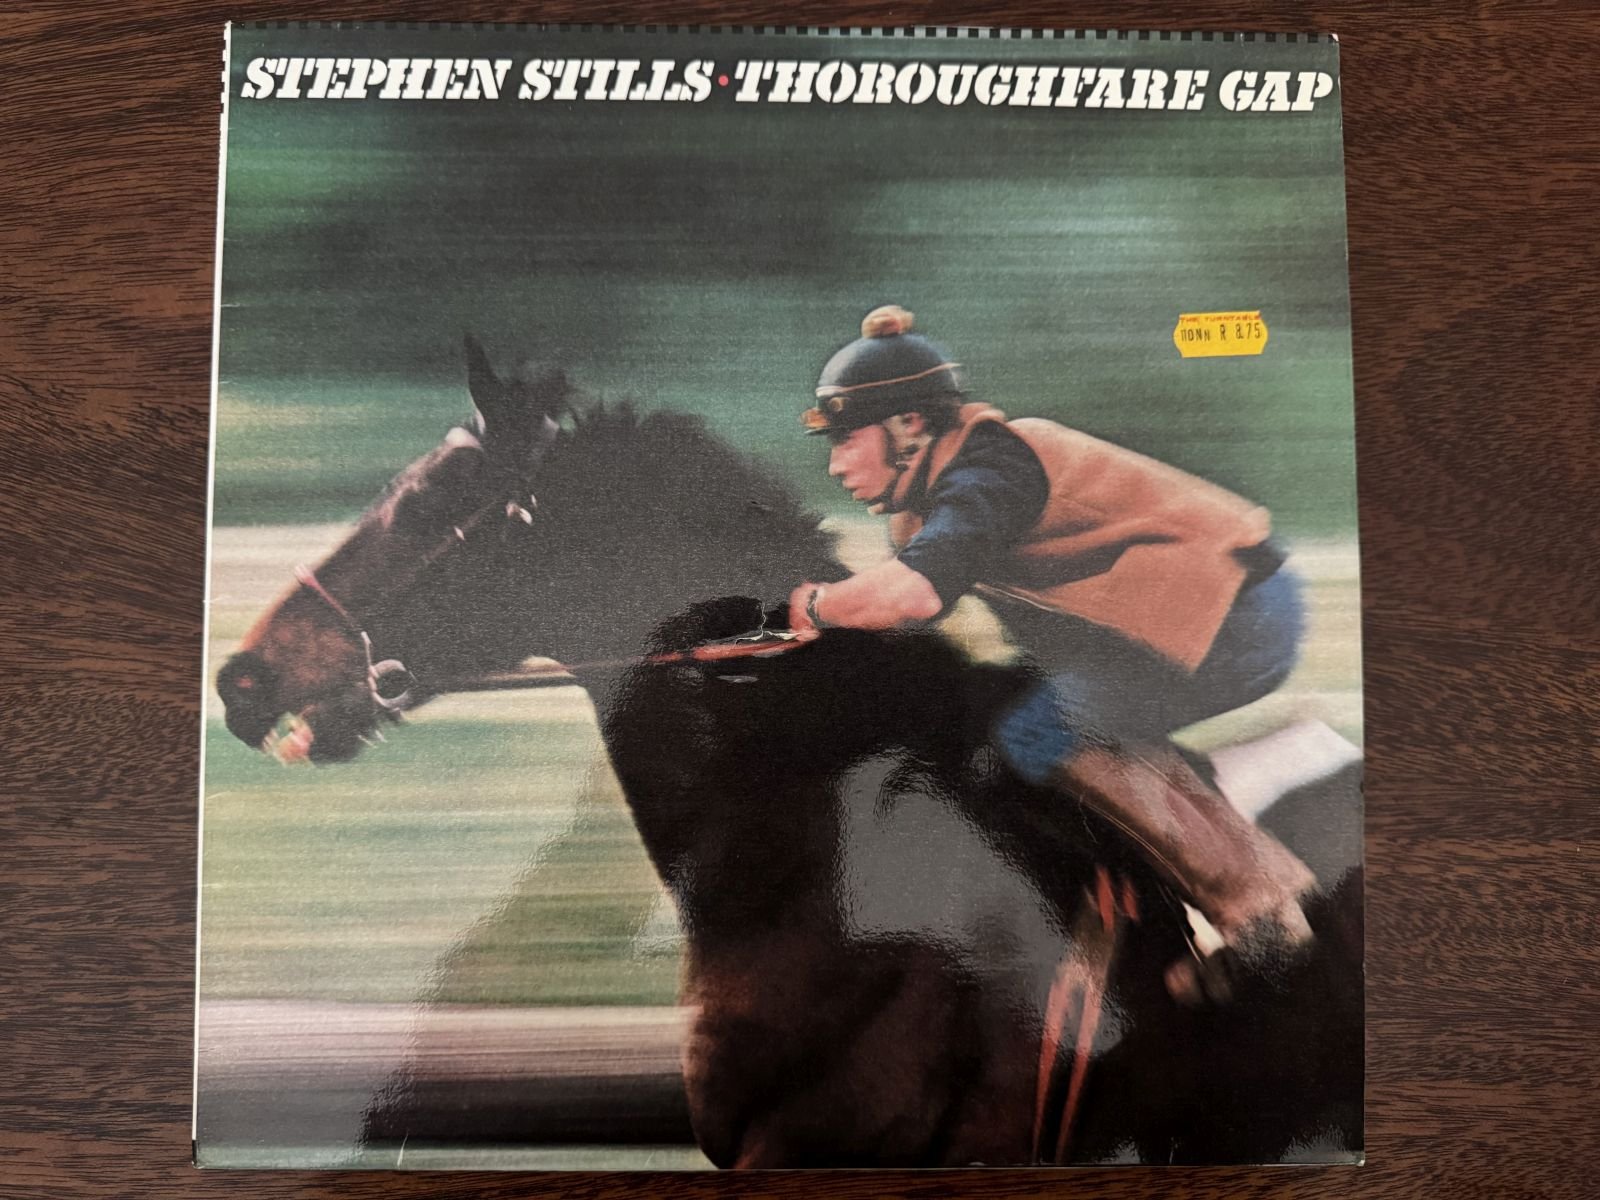 STEPHEN STILLS • THOROUGHFARE GAP
THE TURNTABLE
R 8.75